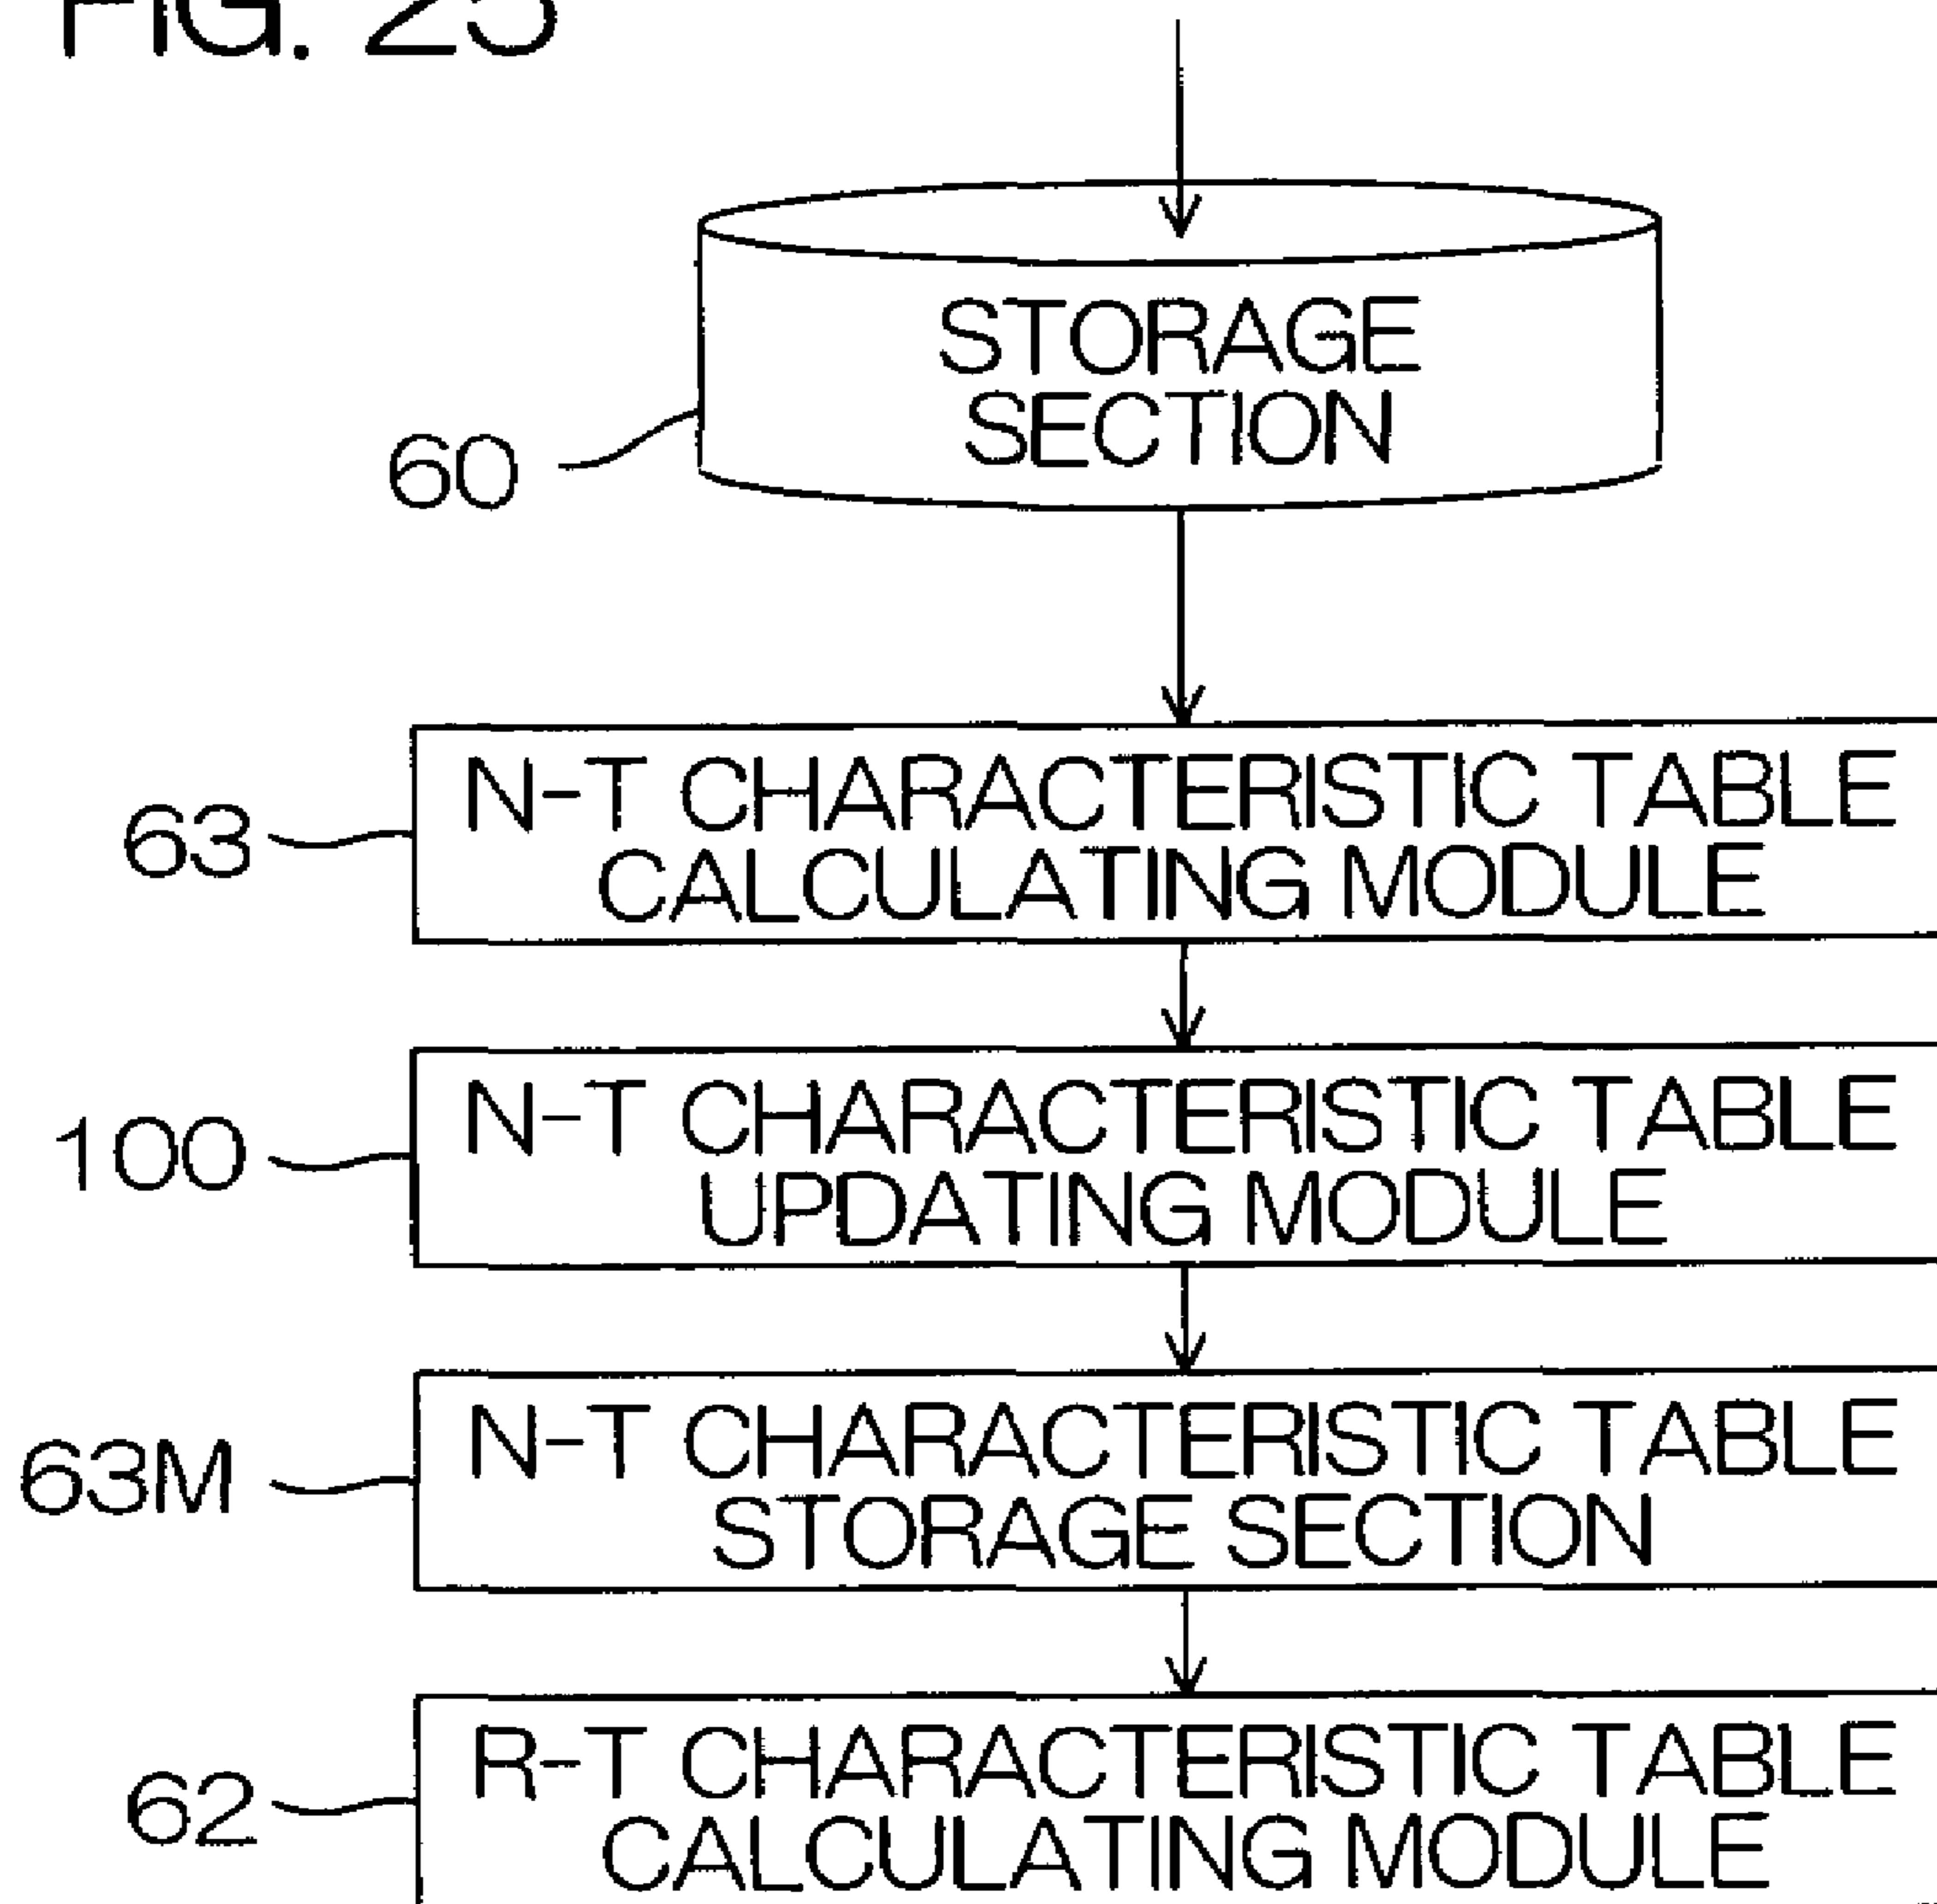 FIG. 25
STORAGE
SECTION
60
N-T CHARACTERISTIC TABLE
CALCULATING MODULE
63
N-T CHARACTERISTIC TABLE
UPDATING MODULE
100
N-T CHARACTERISTIC TABLE
STORAGE SECTION
63M
R-T CHARACTERISTIC TABLE
CALCULATING MODULE
62